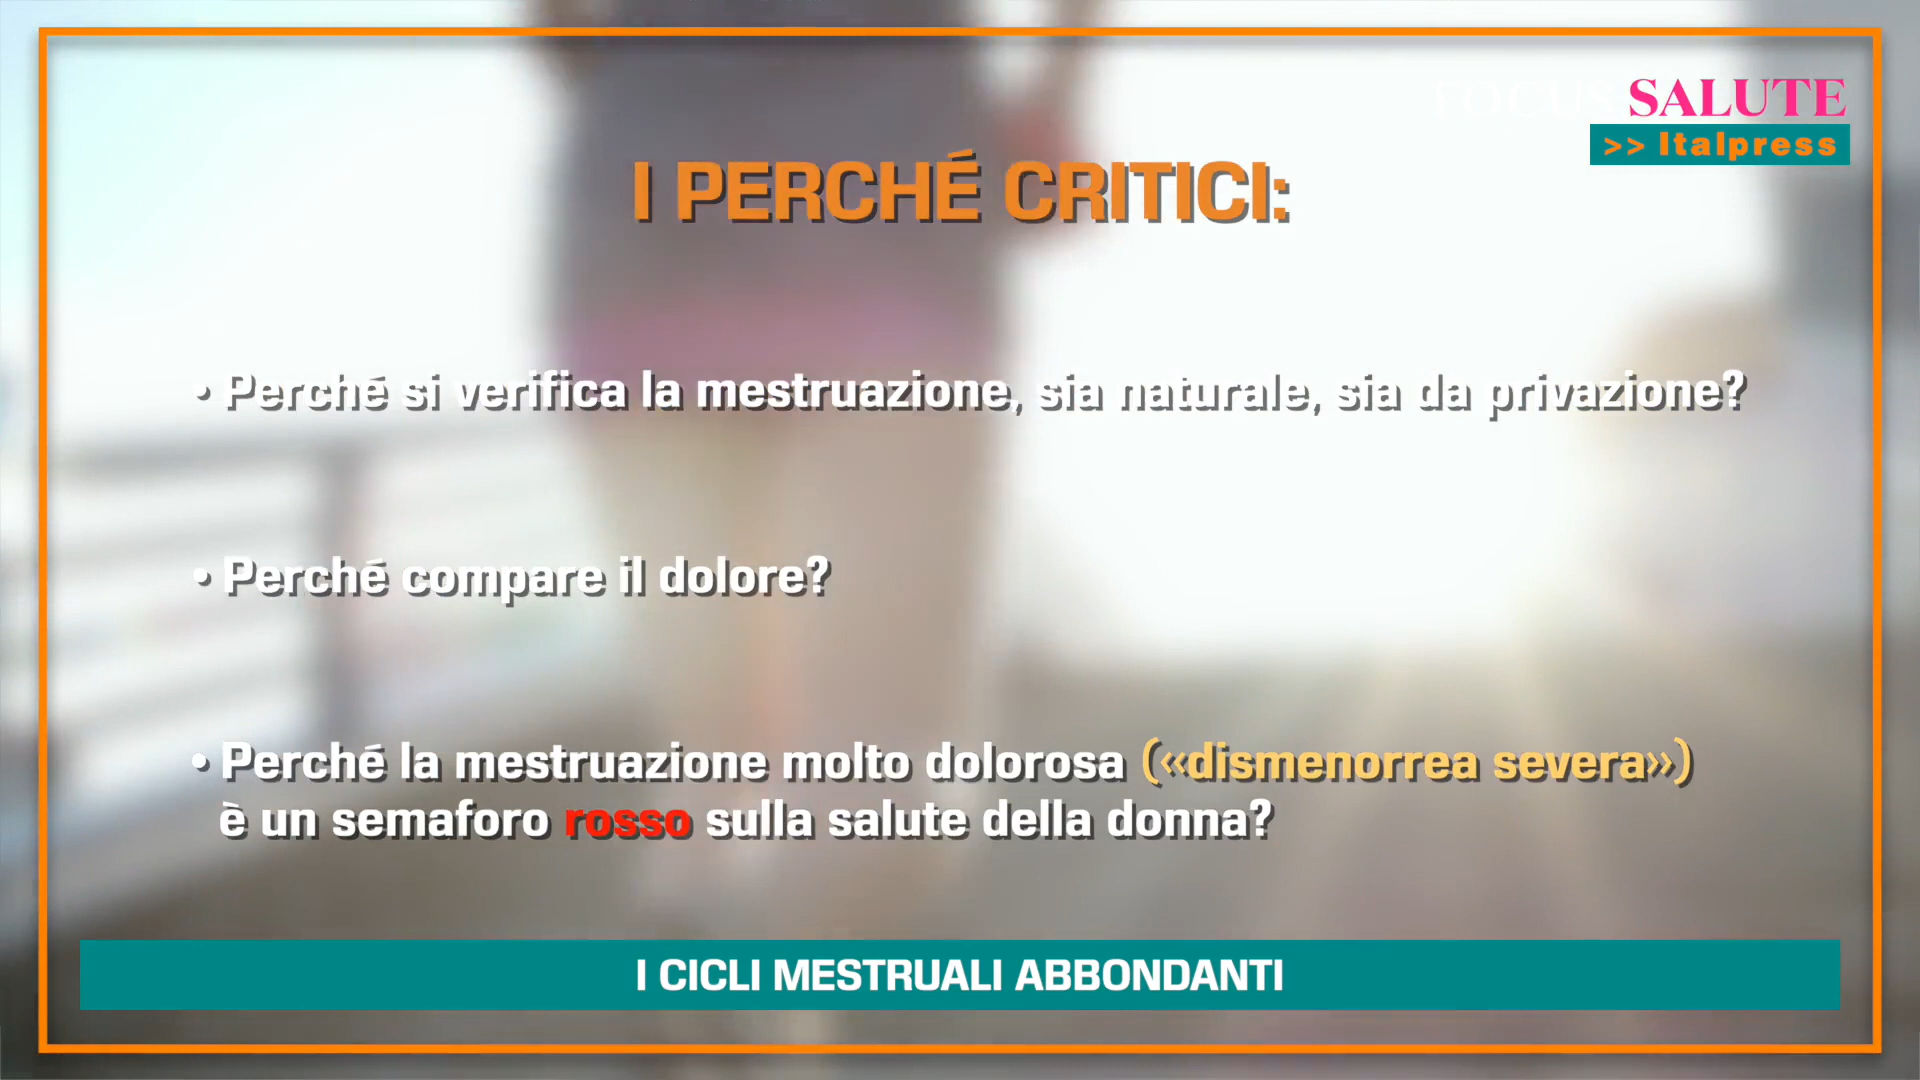 FOCUS SALUTE
>> Italpress
I PERCHÉ CRITICI:
• Perché si verifica la mestruazione, sia naturale, sia da privazione?
• Perché compare il dolore?
• Perché la mestruazione molto dolorosa («dismenorrea severa»)
è un semaforo rosso sulla salute della donna?
I CICLI MESTRUALI ABBONDANTI